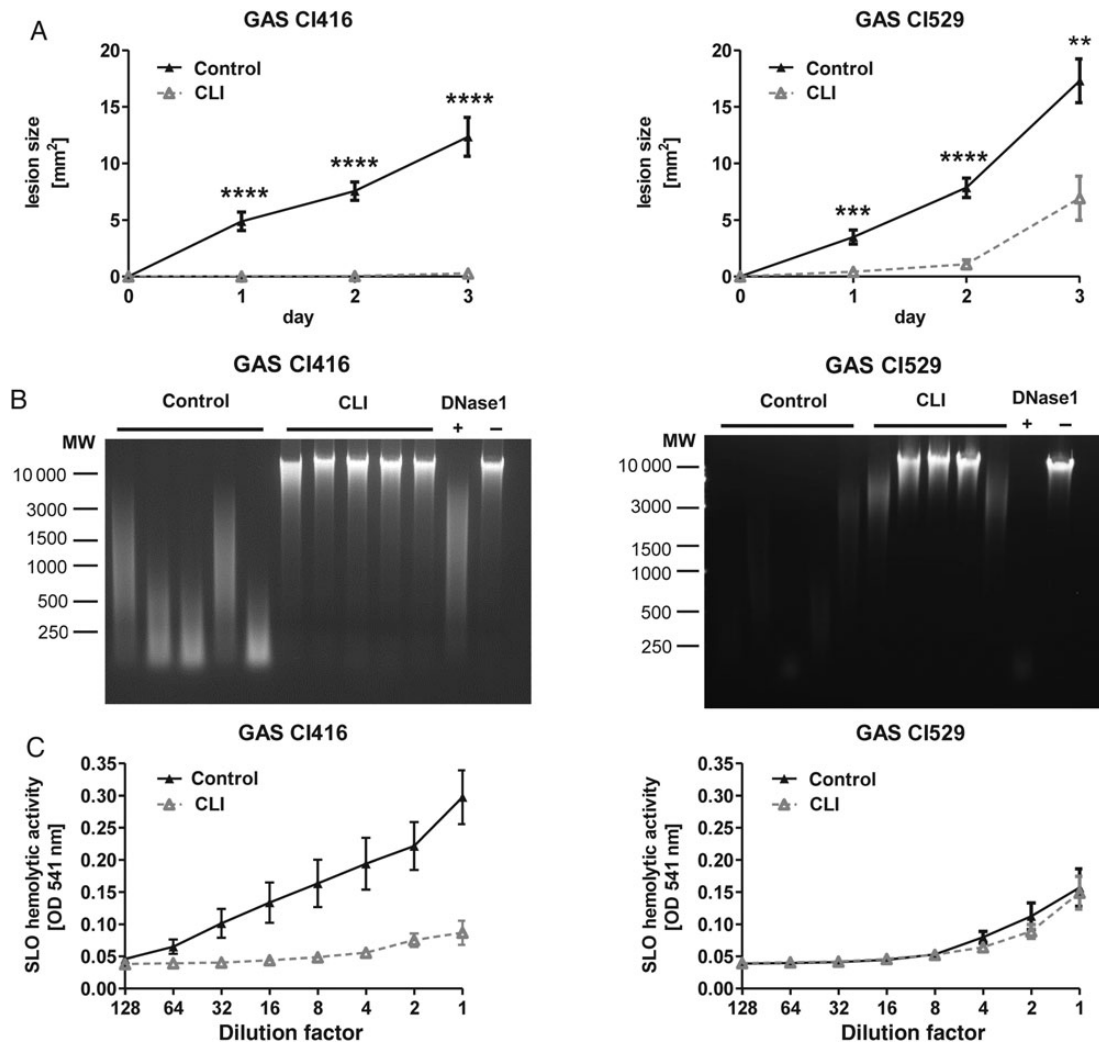 A
GAS CI416
GAS CI529
20
15
10
5
0
lesion size
[mm²]
Control
CLI
****
****
****
0 1 2 3
day
20
15
10
5
0
lesion size
[mm²]
Control
CLI
***
****
**
0 1 2 3
day
B
GAS CI416
Control CLI DNase1
+ –
MW
10 000
3000
1500
1000
500
250
GAS CI529
Control CLI DNase1
+ –
MW
10 000
3000
1500
1000
500
250
C
GAS CI416
0.35
0.30
0.25
0.20
0.15
0.10
0.05
0.00
SLO hemolytic activity
[OD 541 nm]
Control
CLI
128 64 32 16 8 4 2 1
Dilution factor
GAS CI529
0.35
0.30
0.25
0.20
0.15
0.10
0.05
0.00
SLO hemolytic activity
[OD 541 nm]
Control
CLI
128 64 32 16 8 4 2 1
Dilution factor